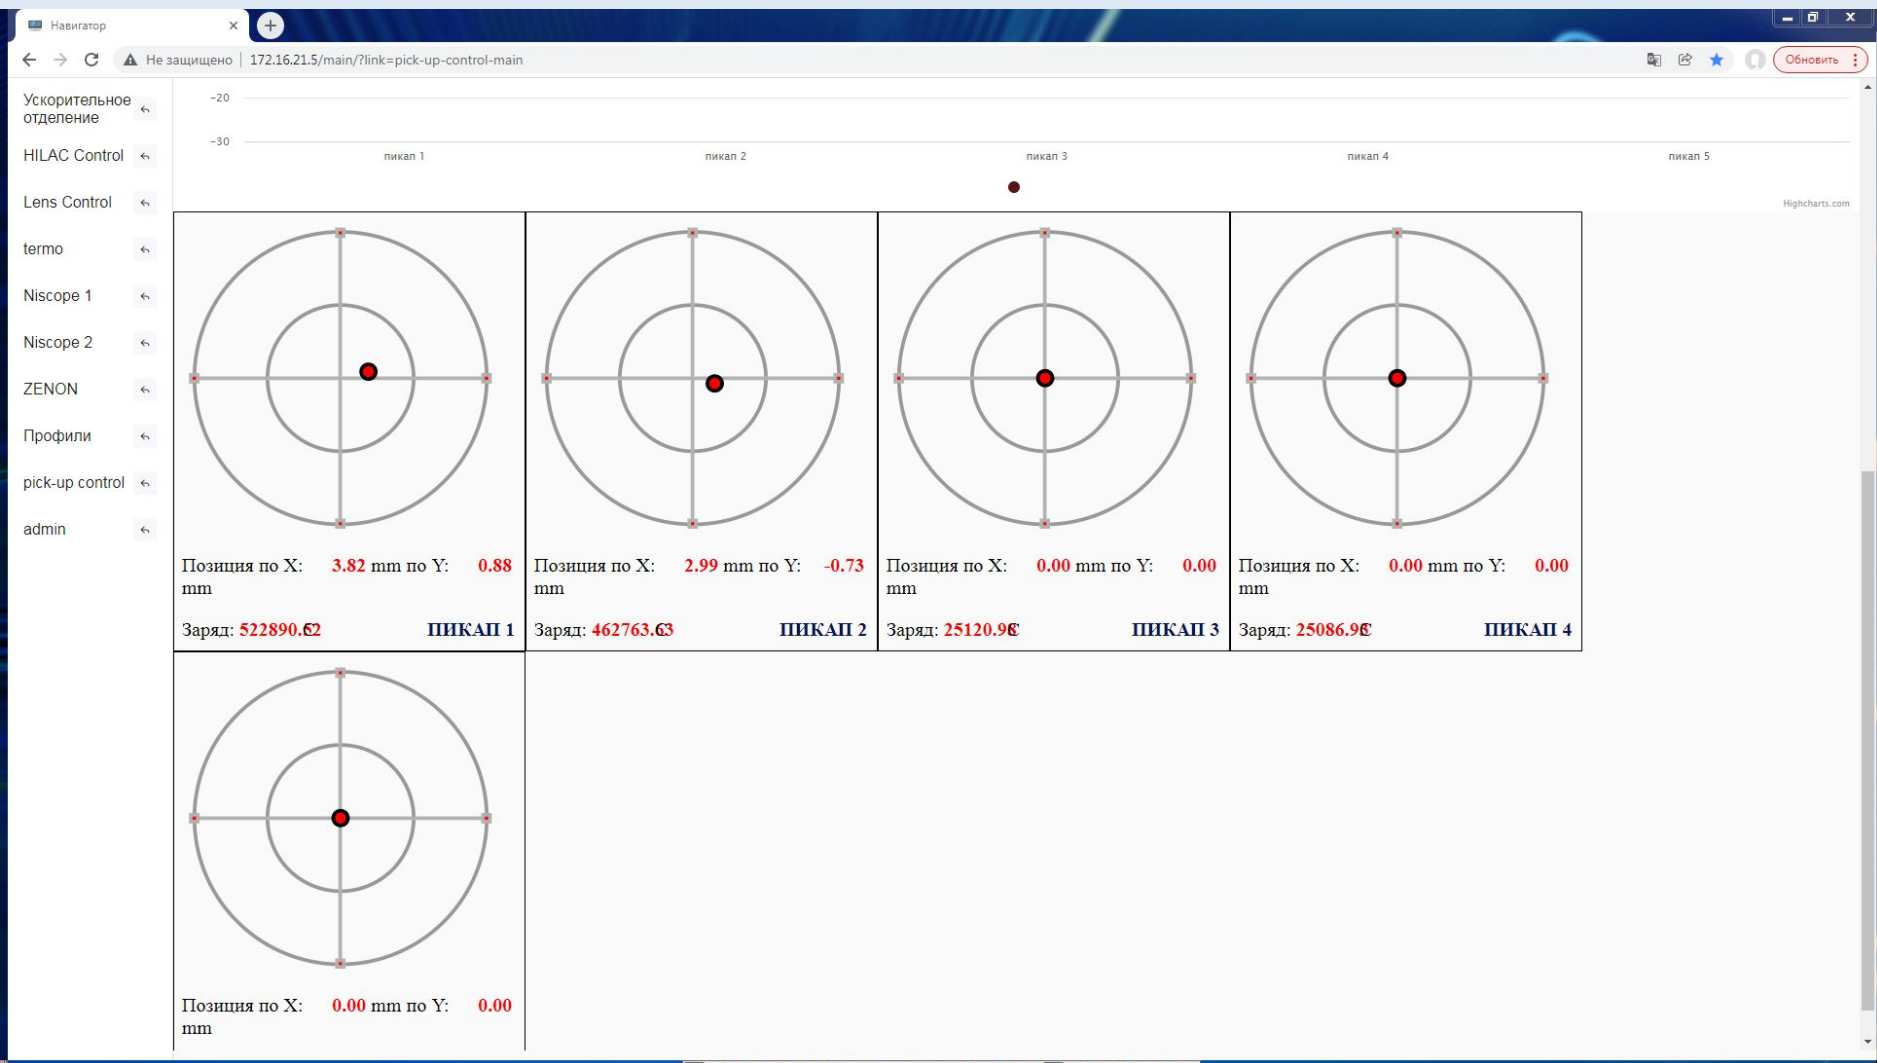 Навигатор
Не защищено | 172.16.21.5/main/?link=pick-up-control-main
Обновить
Ускорительное
отделение
HILAC Control
Lens Control
termo
Niscope 1
Niscope 2
ZENON
Профили
pick-up control
admin
-20
-30
пикап 1 пикап 2 пикап 3 пикап 4 пикап 5
Highcharts.com
Позиция по X: 3.82 mm по Y: 0.88
mm
Заряд: 522890.62 C ПИКАП 1
Позиция по X: 2.99 mm по Y: -0.73
mm
Заряд: 462763.63 C ПИКАП 2
Позиция по X: 0.00 mm по Y: 0.00
mm
Заряд: C ПИКАП 3
Позиция по X: 0.00 mm по Y: 0.00
mm
Заряд: C ПИКАП 4
Позиция по X: 0.00 mm по Y: 0.00
mm